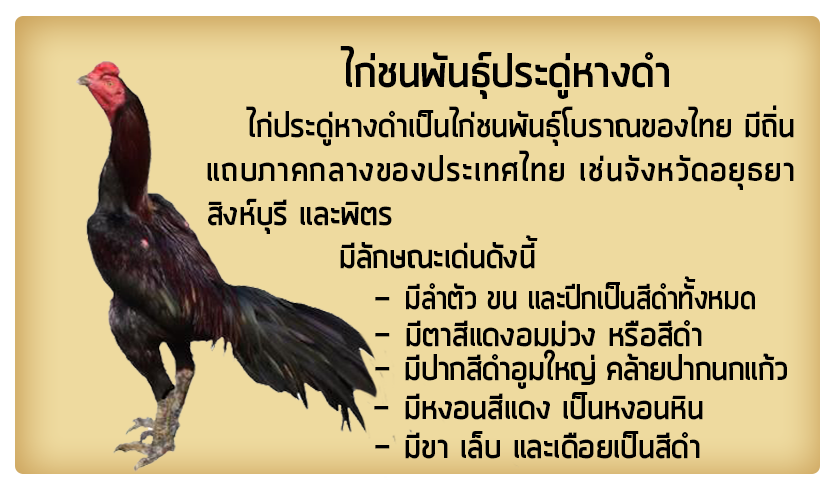 ไก่ชนพันธุ์ประดู่หางดำ
ไก่ประดู่หางดำเป็นไก่ชนพันธุ์โบราณของไทย มีถิ่น
แถบภาคกลางของประเทศไทย เช่นจังหวัดอยุธยา
สิงห์บุรี และพิตร
มีลักษณะเด่นดังนี้
- มีลำตัว ขน และปีกเป็นสีดำทั้งหมด
- มีตาสีแดงอมม่วง หรือสีดำ
- มีปากสีดำอูมใหญ่ คล้ายปากนกแก้ว
- มีหงอนสีแดง เป็นหงอนหิน
- มีขา เล็บ และเดือยเป็นสีดำ